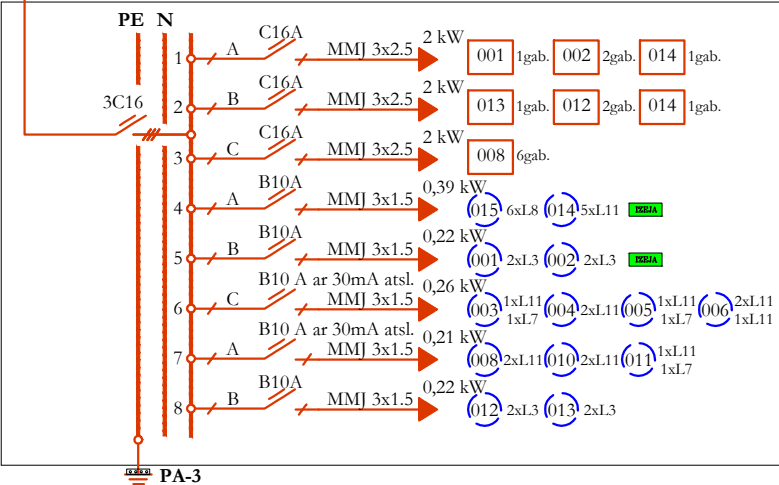 PE N
3C16
1 A C16A MMJ 3x2.5 2 kW 001 1gab. 002 2gab. 014 1gab.
2 B C16A MMJ 3x2.5 2 kW 013 1gab. 012 2gab. 014 1gab.
3 C C16A MMJ 3x2.5 2 kW 008 6gab.
4 A B10A MMJ 3x1.5 0,39 kW 015 6xL8 014 5xL11 IZEJA
5 B B10A MMJ 3x1.5 0,22 kW 001 2xL3 002 2xL3 IZEJA
6 C B10 A ar 30mA atsl. MMJ 3x1.5 0,26 kW 003 1xL11 1xL7 004 2xL11 005 1xL11 1xL7 006 2xL11 1xL11
7 A B10 A ar 30mA atsl. MMJ 3x1.5 0,21 kW 008 2xL11 010 2xL11 011 1xL11 1xL7
8 B B10A MMJ 3x1.5 0,22 kW 012 2xL3 013 2xL3
PA-3